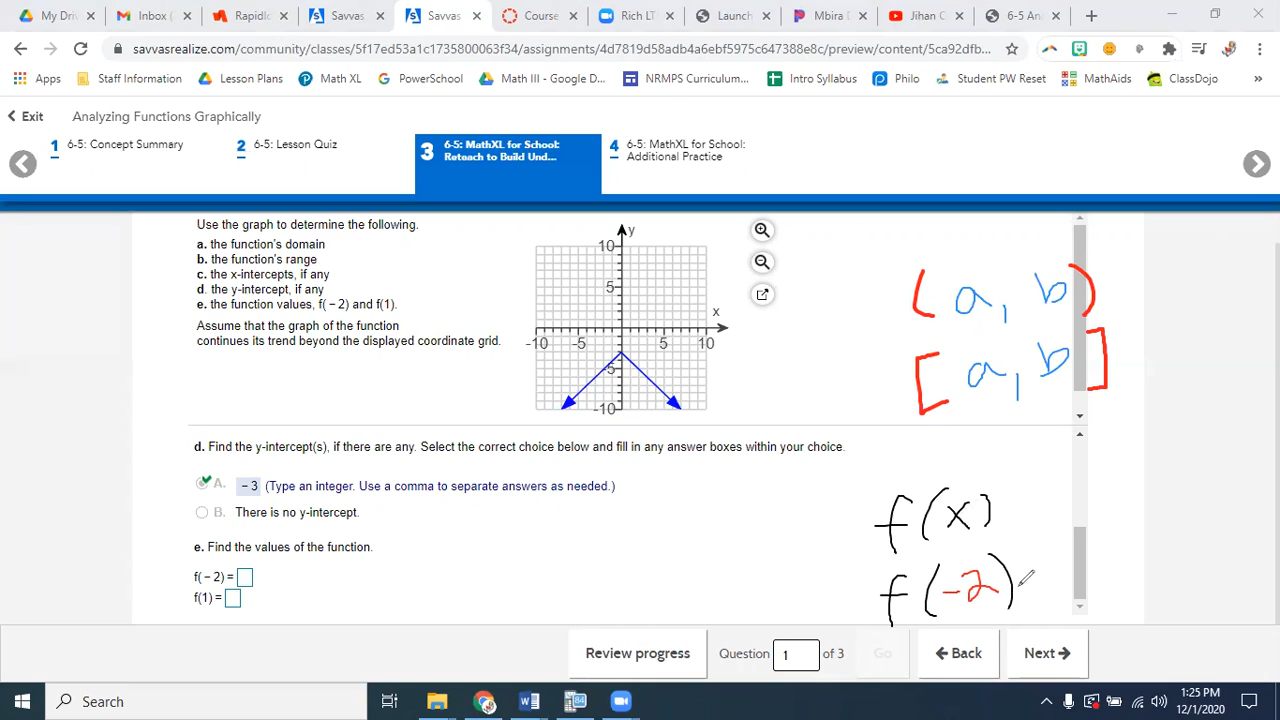 My Dri
Inbox (
RapidIc
Savvas
Savvas
Course
Rich LT
Launch
Mbira D
Jihan C
6-5 An
savvasrealize.com/community/classes/5f17ed53a1c1735800063f34/assignments/4d7819d58adb4a6ebf5975c647388e8c/preview/content/5ca92dfb...
Apps
Staff Information
Lesson Plans
Math XL
PowerSchool
Math III - Google D...
NRMPS Curriculum...
Intro Syllabus
Philo
Student PW Reset
MathAids
ClassDojo
Exit
Analyzing Functions Graphically
1 6-5: Concept Summary
2 6-5: Lesson Quiz
3 6-5: MathXL for School: Reteach to Build Und...
4 6-5: MathXL for School: Additional Practice
Use the graph to determine the following.
a. the function's domain
b. the function's range
c. the x-intercepts, if any
d. the y-intercept, if any
e. the function values, f( - 2) and f(1).
Assume that the graph of the function
continues its trend beyond the displayed coordinate grid.
y
10
5
x
-10 -5 5 10
-5
-10
(a, b)
[a, b]
d. Find the y-intercept(s), if there are any. Select the correct choice below and fill in any answer boxes within your choice.
A. - 3 (Type an integer. Use a comma to separate answers as needed.)
B. There is no y-intercept.
e. Find the values of the function.
f( - 2) =
f(1) =
f(x)
f(-2)
Review progress
Question 1 of 3
Go
Back
Next
Search
1:25 PM
12/1/2020